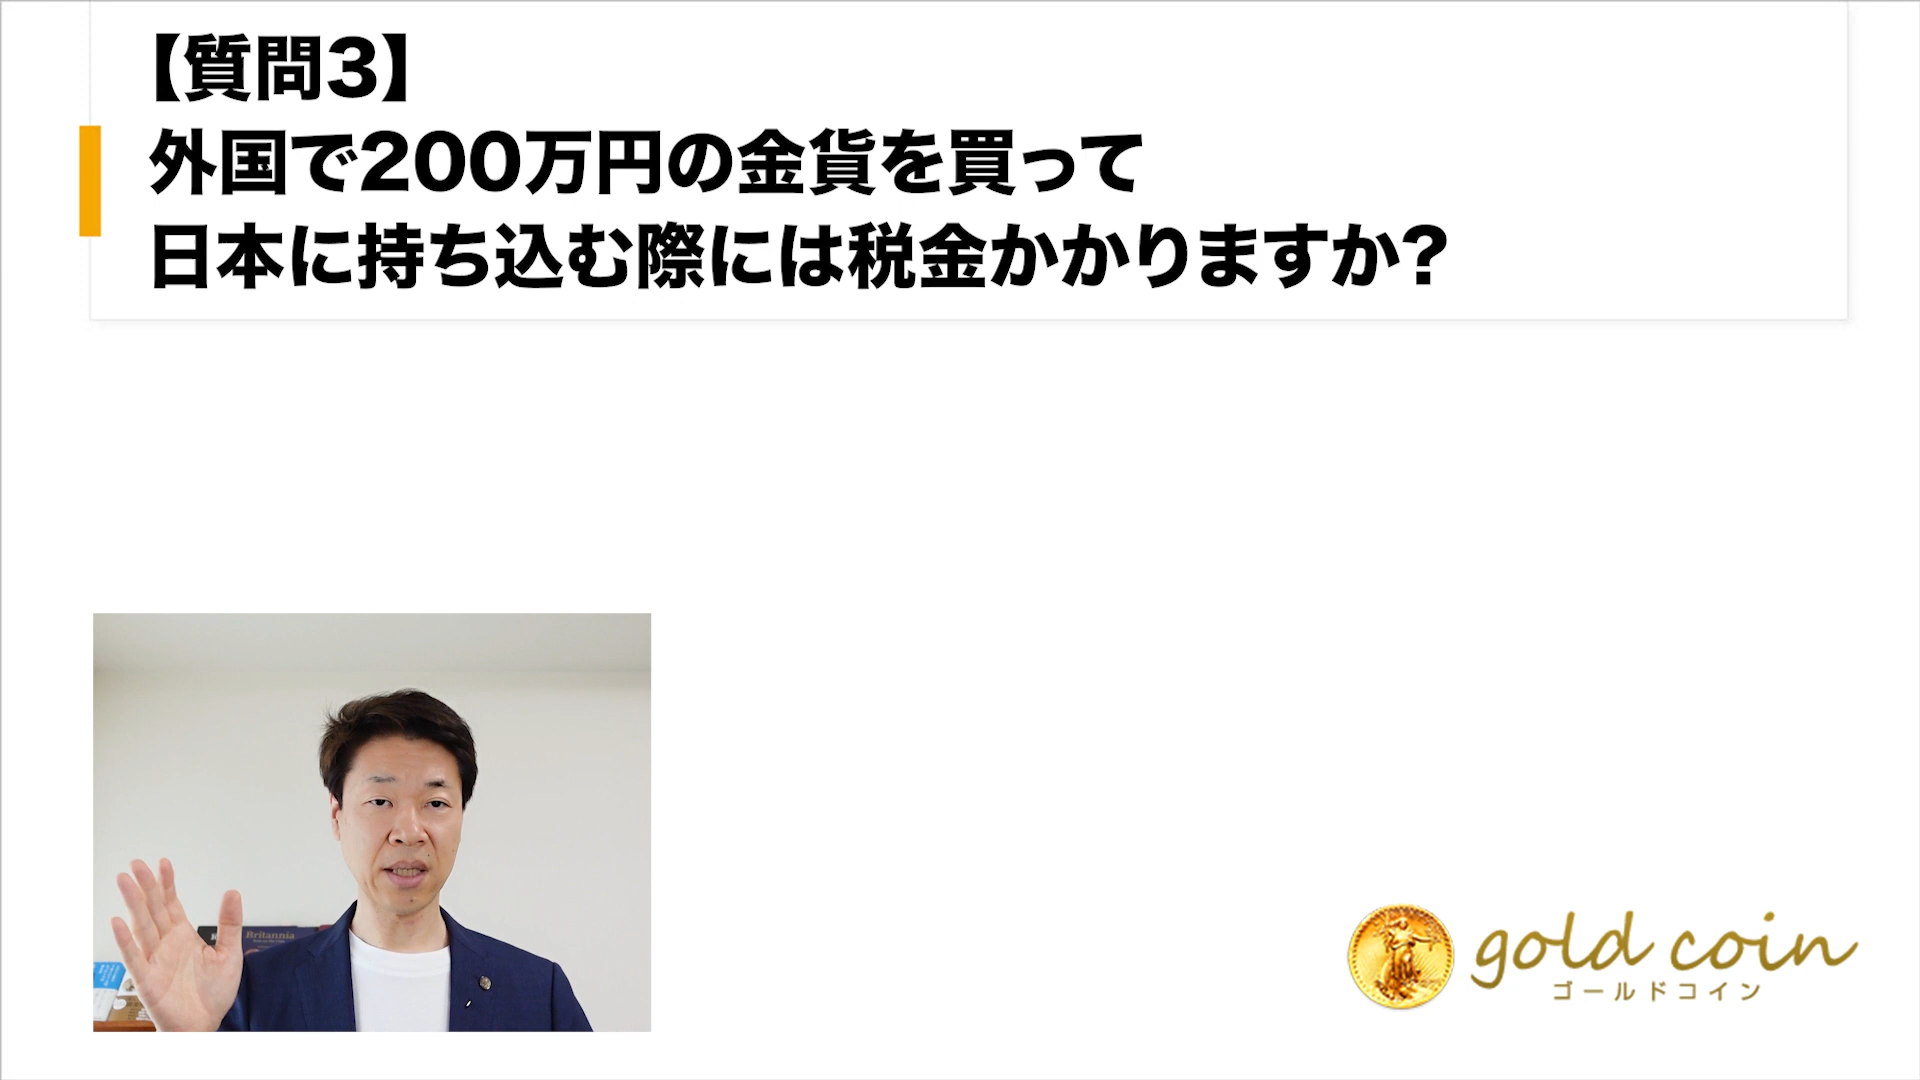 【質問3】
外国で200万円の金貨を買って
日本に持ち込む際には税金かかりますか?
Britannia
gold coin
ゴールドコイン